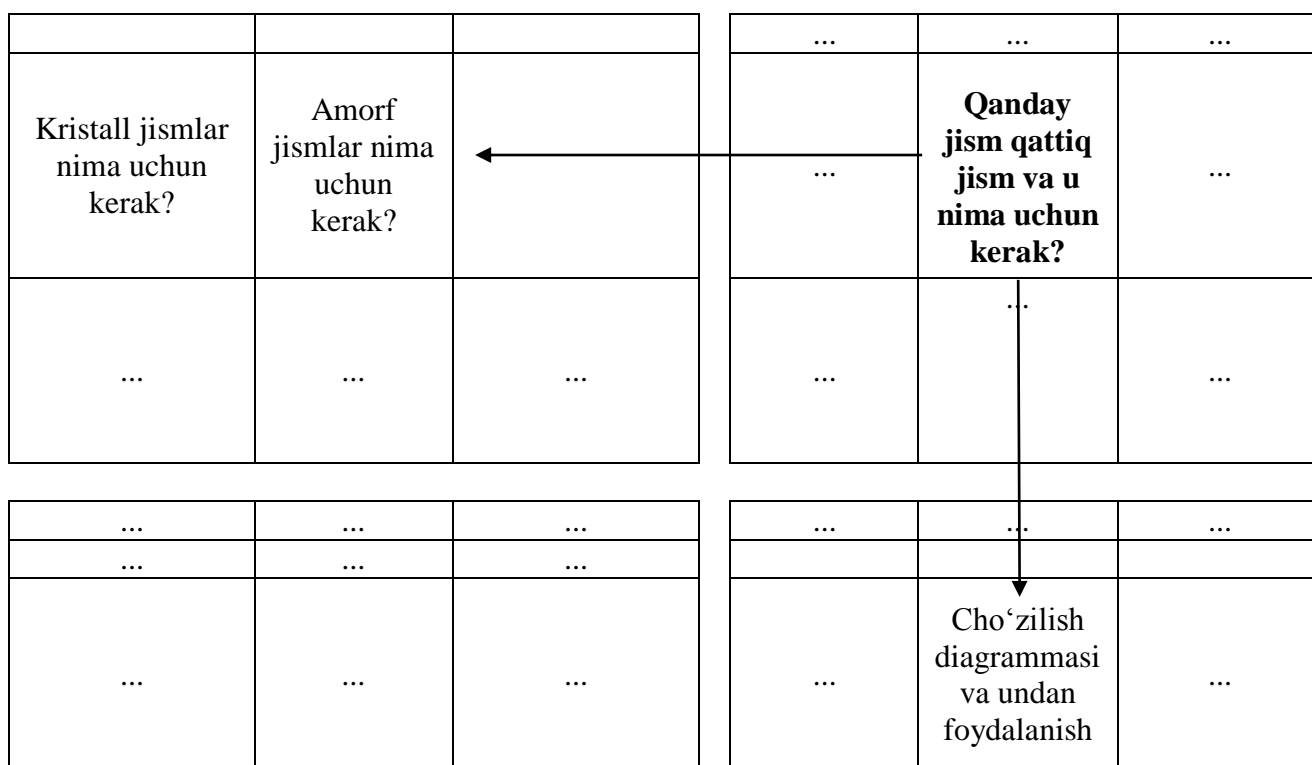 ... ... ...
Kristall jismlar
nima uchun
kerak?
Amorf
jismlar nima
uchun
kerak?
...
Qanday
jism qattiq
jism va u
nima uchun
kerak?
...
...
... ... ... ... ...
... ... ... ... ... ...
... ... ...
... ... ... ...
Cho‘zilish
diagrammasi
va undan
foydalanish
...